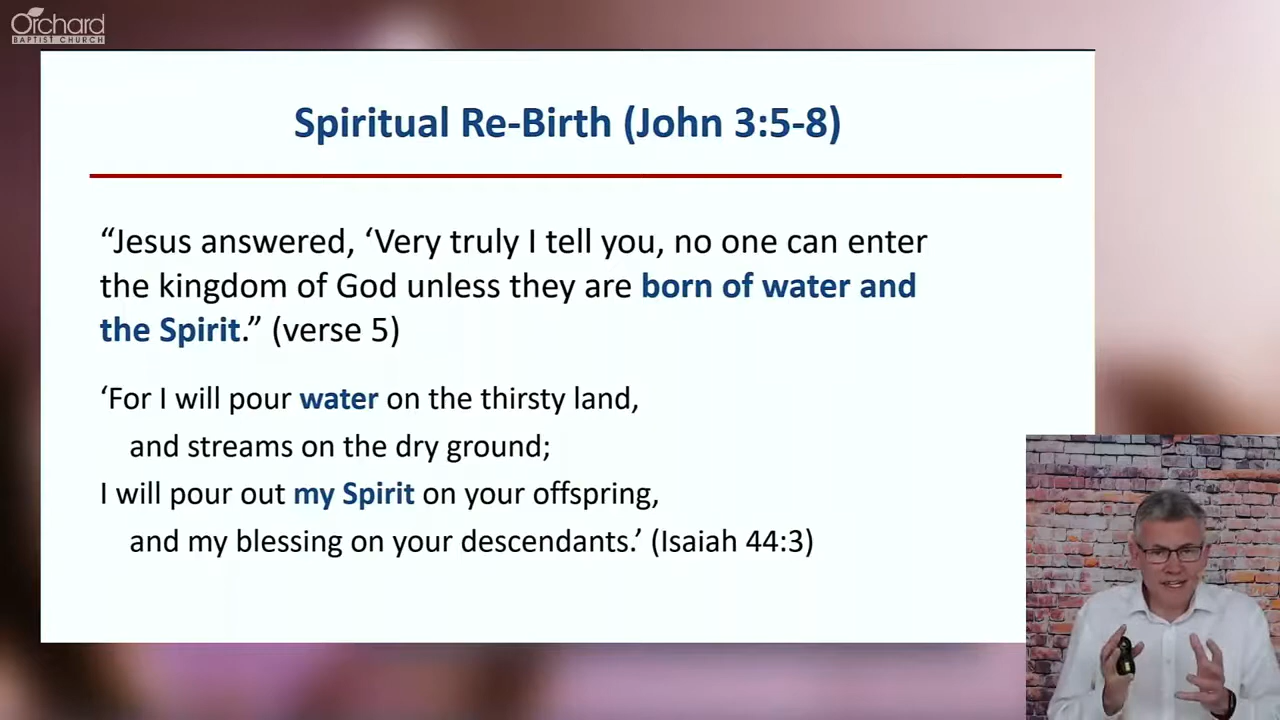 Orchard
BAPTIST CHURCH
Spiritual Re-Birth (John 3:5-8)
“Jesus answered, ‘Very truly I tell you, no one can enter
the kingdom of God unless they are born of water and
the Spirit.” (verse 5)
‘For I will pour water on the thirsty land,
and streams on the dry ground;
I will pour out my Spirit on your offspring,
and my blessing on your descendants.’ (Isaiah 44:3)